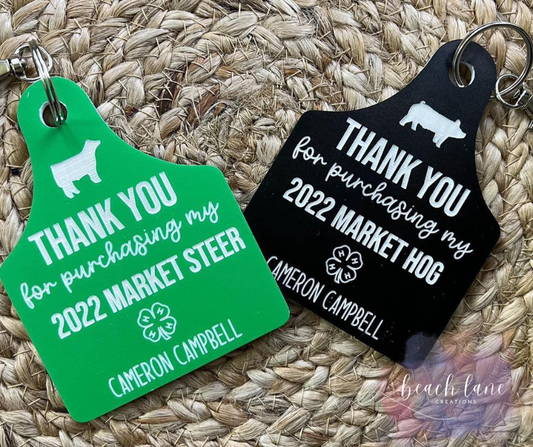 THANK YOU
for purchasing my
2022 MARKET STEER
CAMERON CAMPBELL
THANK YOU
for purchasing my
2022 MARKET HOG
CAMERON CAMPBELL
beach lane
CREATIONS